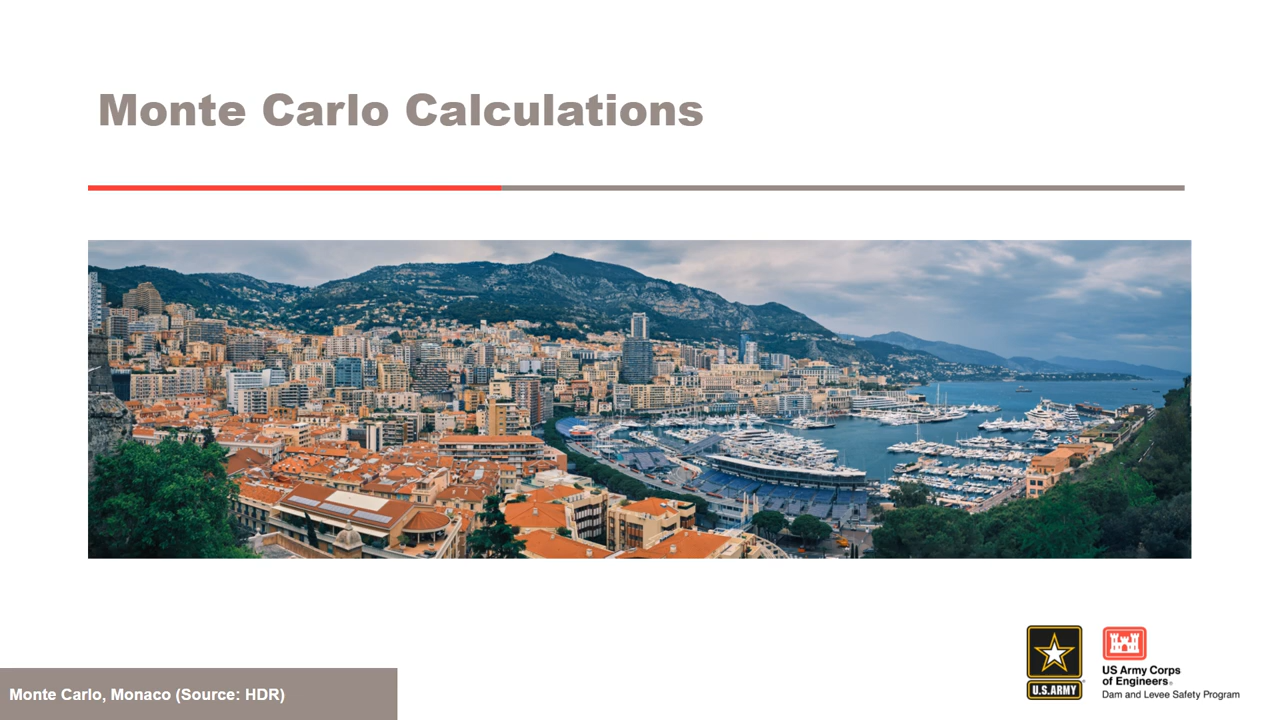 Monte Carlo Calculations
U.S.ARMY
US Army Corps
of Engineers®
Dam and Levee Safety Program
Monte Carlo, Monaco (Source: HDR)